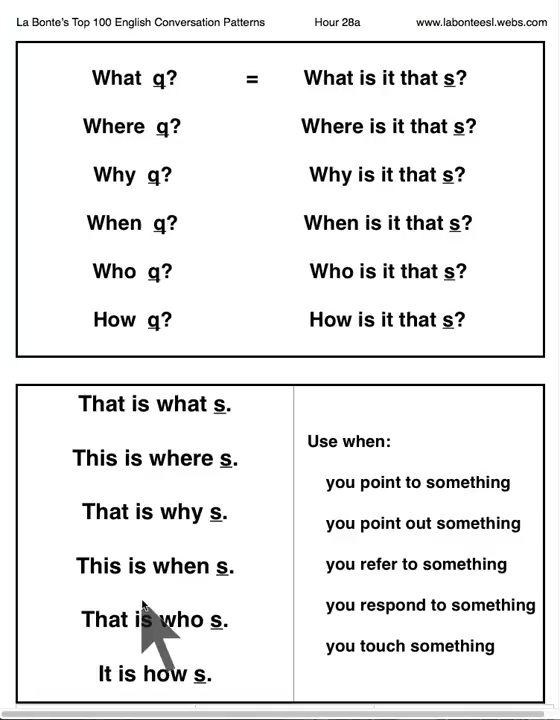 La Bonte's Top 100 English Conversation Patterns Hour 28a www.labonteesl.webs.com
What q? = What is it that s?
Where q? Where is it that s?
Why q? Why is it that s?
When q? When is it that s?
Who q? Who is it that s?
How q? How is it that s?
That is what s.
This is where s.
That is why s.
This is when s.
That is who s.
It is how s.
Use when:
you point to something
you point out something
you refer to something
you respond to something
you touch something